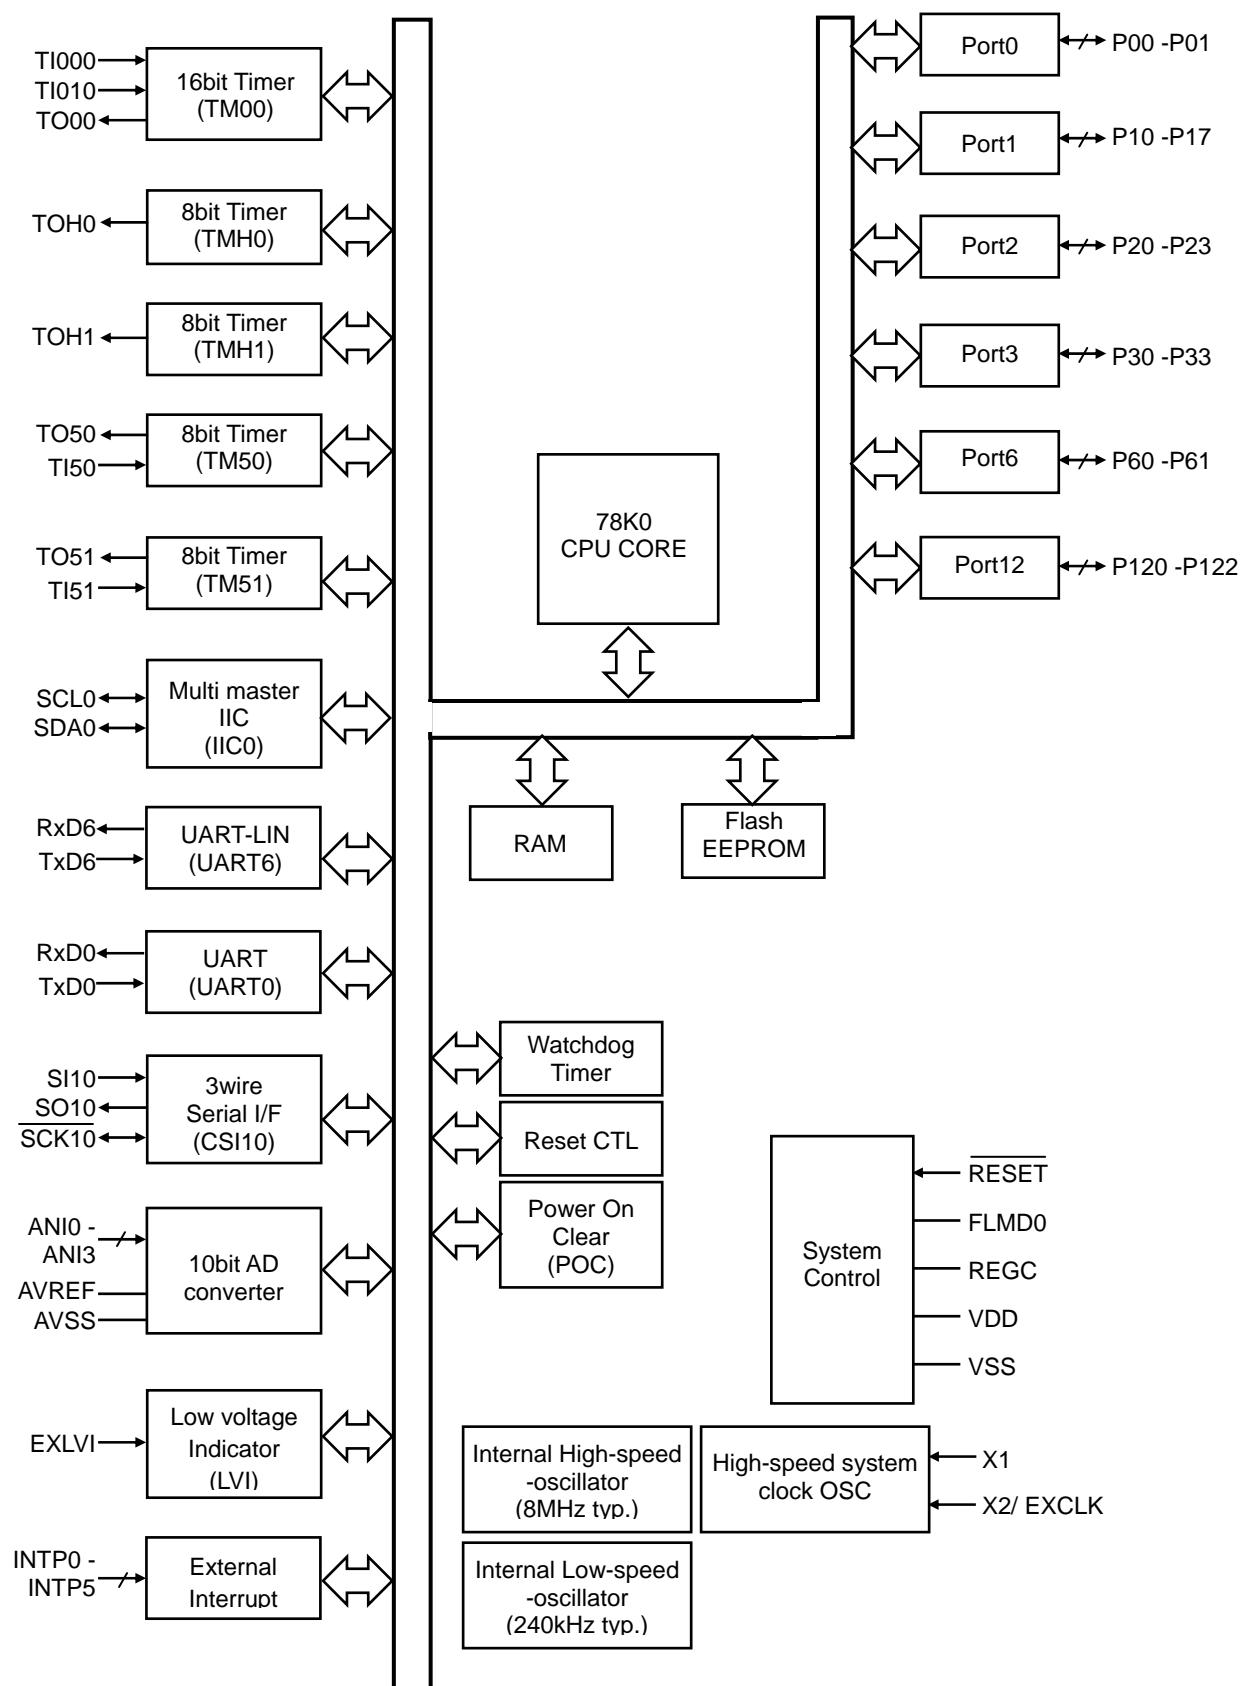 TI000
TI010
TO00
16bit Timer
(TM00)
TOH0
8bit Timer
(TMH0)
TOH1
8bit Timer
(TMH1)
TO50
TI50
8bit Timer
(TM50)
TO51
TI51
8bit Timer
(TM51)
SCL0
SDA0
Multi master
IIC
(IIC0)
RxD6
TxD6
UART-LIN
(UART6)
RxD0
TxD0
UART
(UART0)
SI10
SO10
SCK10
3wire
Serial I/F
(CSI10)
ANI0 -
ANI3
AVREF
AVSS
10bit AD
converter
EXLVI
Low voltage
Indicator
(LVI)
INTP0 -
INTP5
External
Interrupt
78K0
CPU CORE
RAM
Flash
EEPROM
Watchdog
Timer
Reset CTL
Power On
Clear
(POC)
Internal High-speed
-oscillator
(8MHz typ.)
Internal Low-speed
-oscillator
(240kHz typ.)
Port0
P00 -P01
Port1
P10 -P17
Port2
P20 -P23
Port3
P30 -P33
Port6
P60 -P61
Port12
P120 -P122
System
Control
RESET
FLMD0
REGC
VDD
VSS
High-speed system
clock OSC
X1
X2/ EXCLK